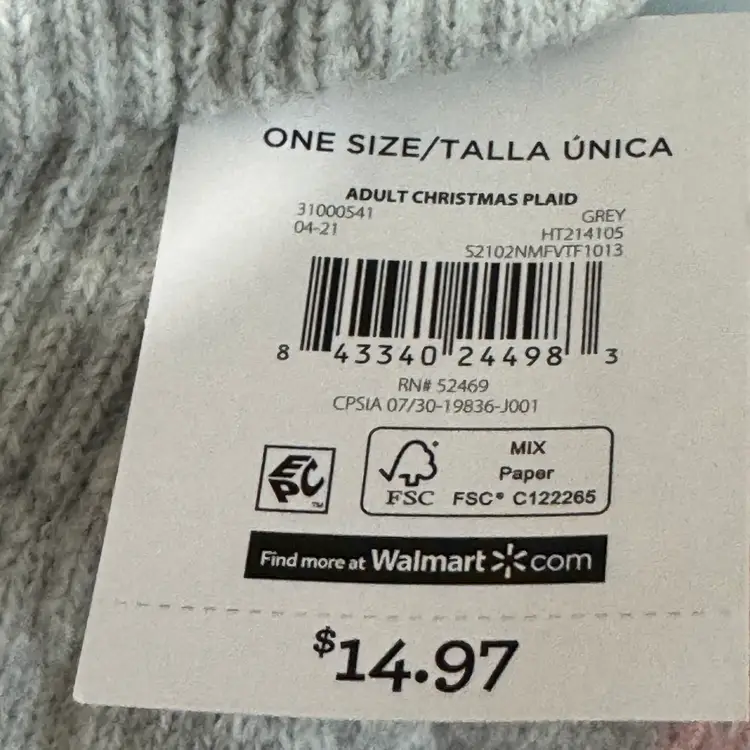 ONE SIZE/TALLA ÚNICA
ADULT CHRISTMAS PLAID
31000541 GREY
04-21 HT214105
S2102NMFVTF1013
8 43340 24498 3
RN# 52469
CPSIA 07/30-19836-J001
EPC™
MIX
Paper
FSC FSC® C122265
Find more at Walmart.com
$14.97